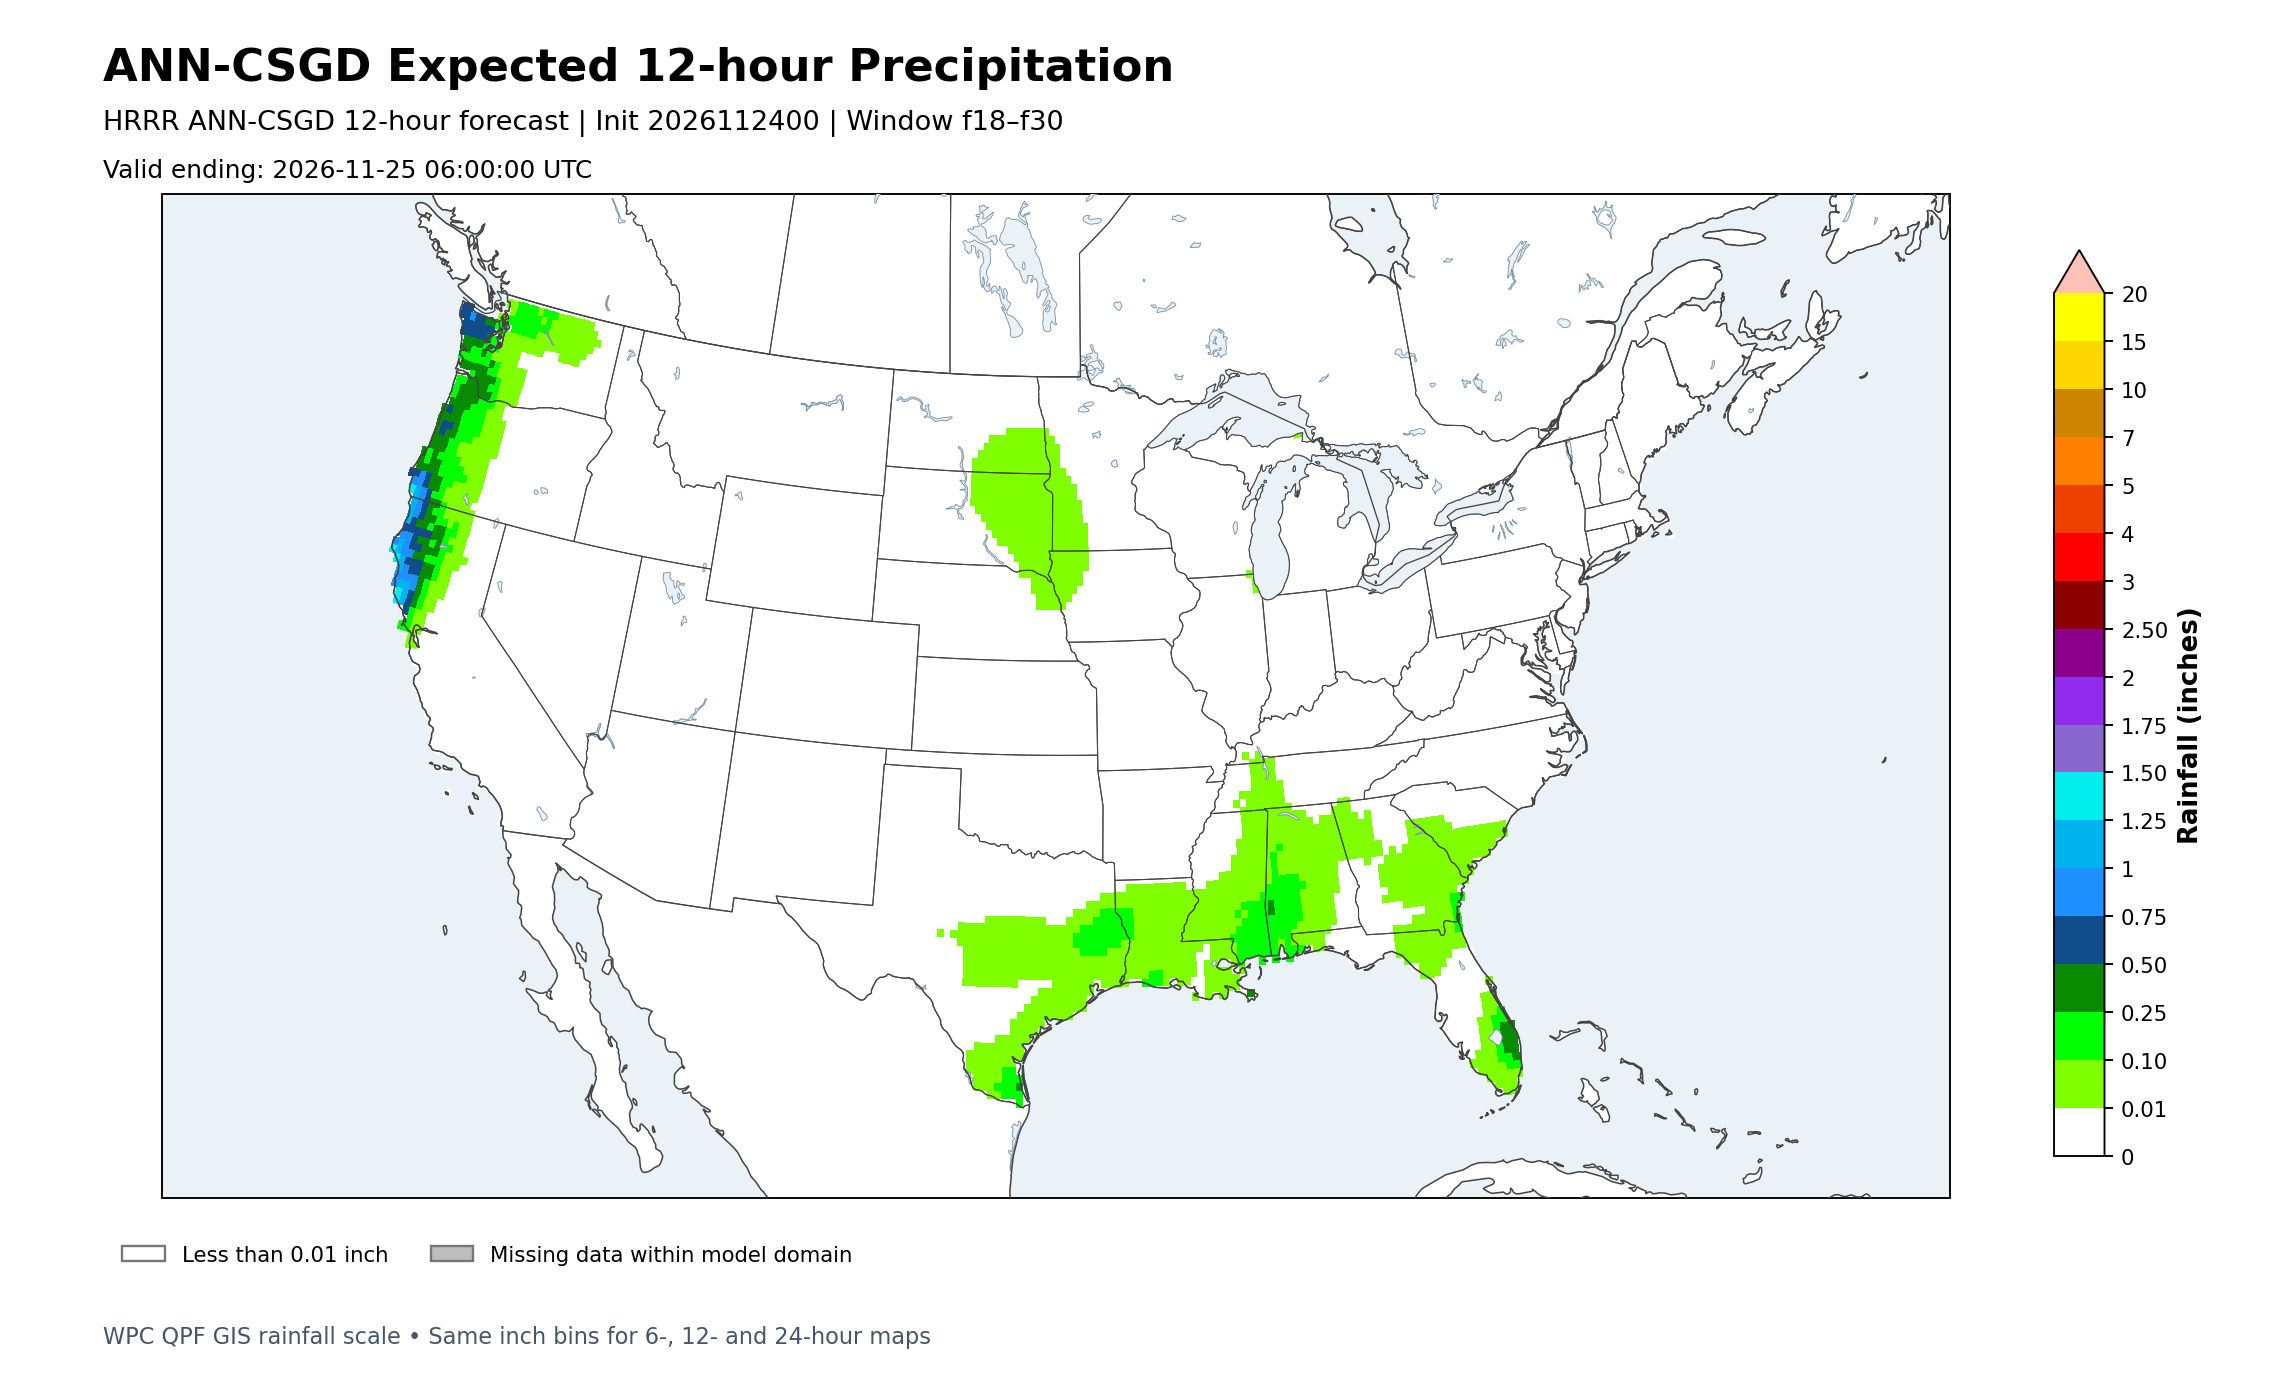 ANN-CSGD Expected 12-hour Precipitation
HRRR ANN-CSGD 12-hour forecast | Init 2026112400 | Window f18–f30
Valid ending: 2026-11-25 06:00:00 UTC
20
15
10
7
5
4
3
2.50
2
1.75
1.50
1.25
1
0.75
0.50
0.25
0.10
0.01
0
Rainfall (inches)
Less than 0.01 inch
Missing data within model domain
WPC QPF GIS rainfall scale • Same inch bins for 6-, 12- and 24-hour maps